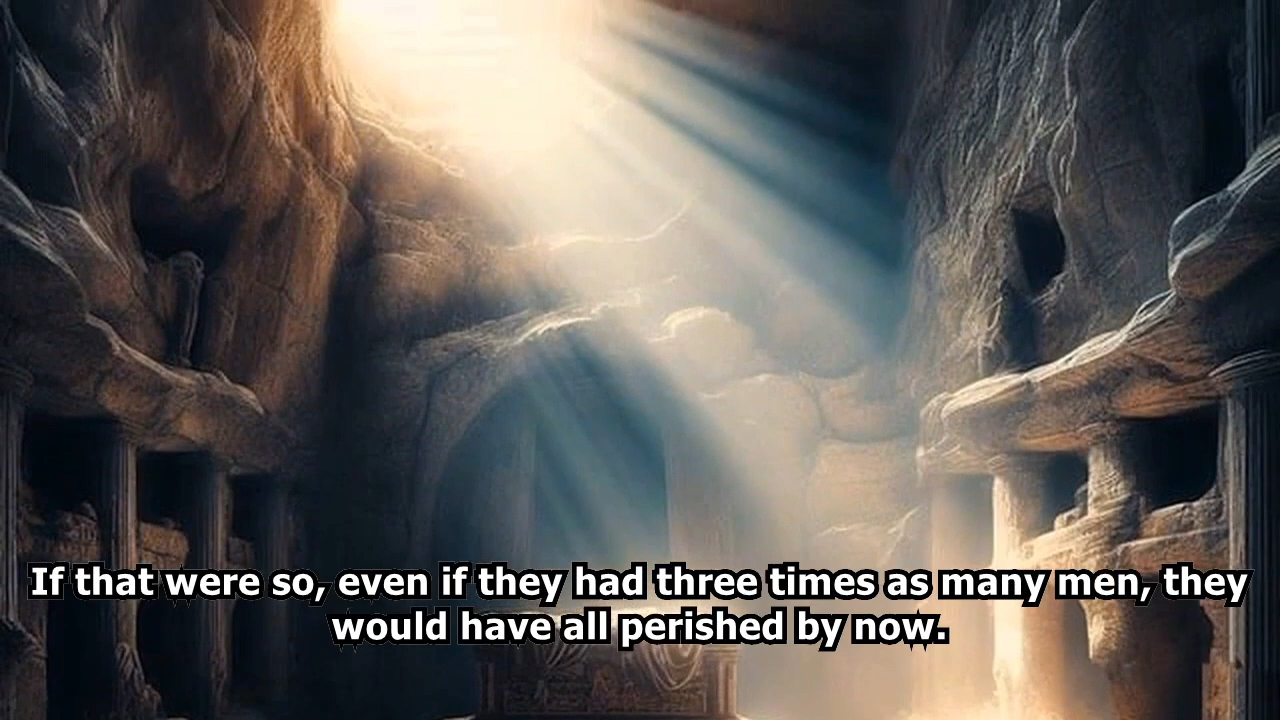 If that were so, even if they had three times as many men, they
would have all perished by now.